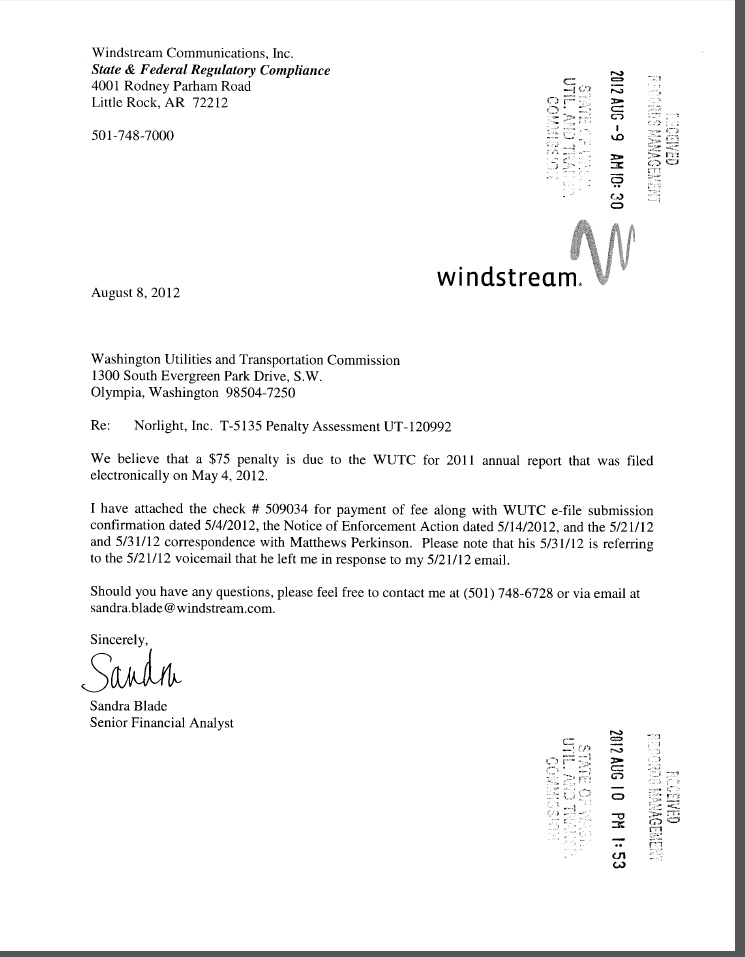 Windstream Communications, Inc.
State & Federal Regulatory Compliance
4001 Rodney Parham Road
Little Rock, AR 72212
501-748-7000
RECEIVED
RECORDS MANAGEMENT
2012 AUG -9 AM 10: 30
STATE OF
UTIL. AND
COMMISSION
windstream.
August 8, 2012
Washington Utilities and Transportation Commission
1300 South Evergreen Park Drive, S.W.
Olympia, Washington 98504-7250
Re: Norlight, Inc. T-5135 Penalty Assessment UT-120992
We believe that a $75 penalty is due to the WUTC for 2011 annual report that was filed
electronically on May 4, 2012.
I have attached the check # 509034 for payment of fee along with WUTC e-file submission
confirmation dated 5/4/2012, the Notice of Enforcement Action dated 5/14/2012, and the 5/21/12
and 5/31/12 correspondence with Matthews Perkinson. Please note that his 5/31/12 is referring
to the 5/21/12 voicemail that he left me in response to my 5/21/12 email.
Should you have any questions, please feel free to contact me at (501) 748-6728 or via email at
sandra.blade@windstream.com.
Sincerely,
Sandra
Sandra Blade
Senior Financial Analyst
RECEIVED
RECORDS MANAGEMENT
2012 AUG 10 PM 1: 53
STATE OF
UTIL. AND
COMMISSION